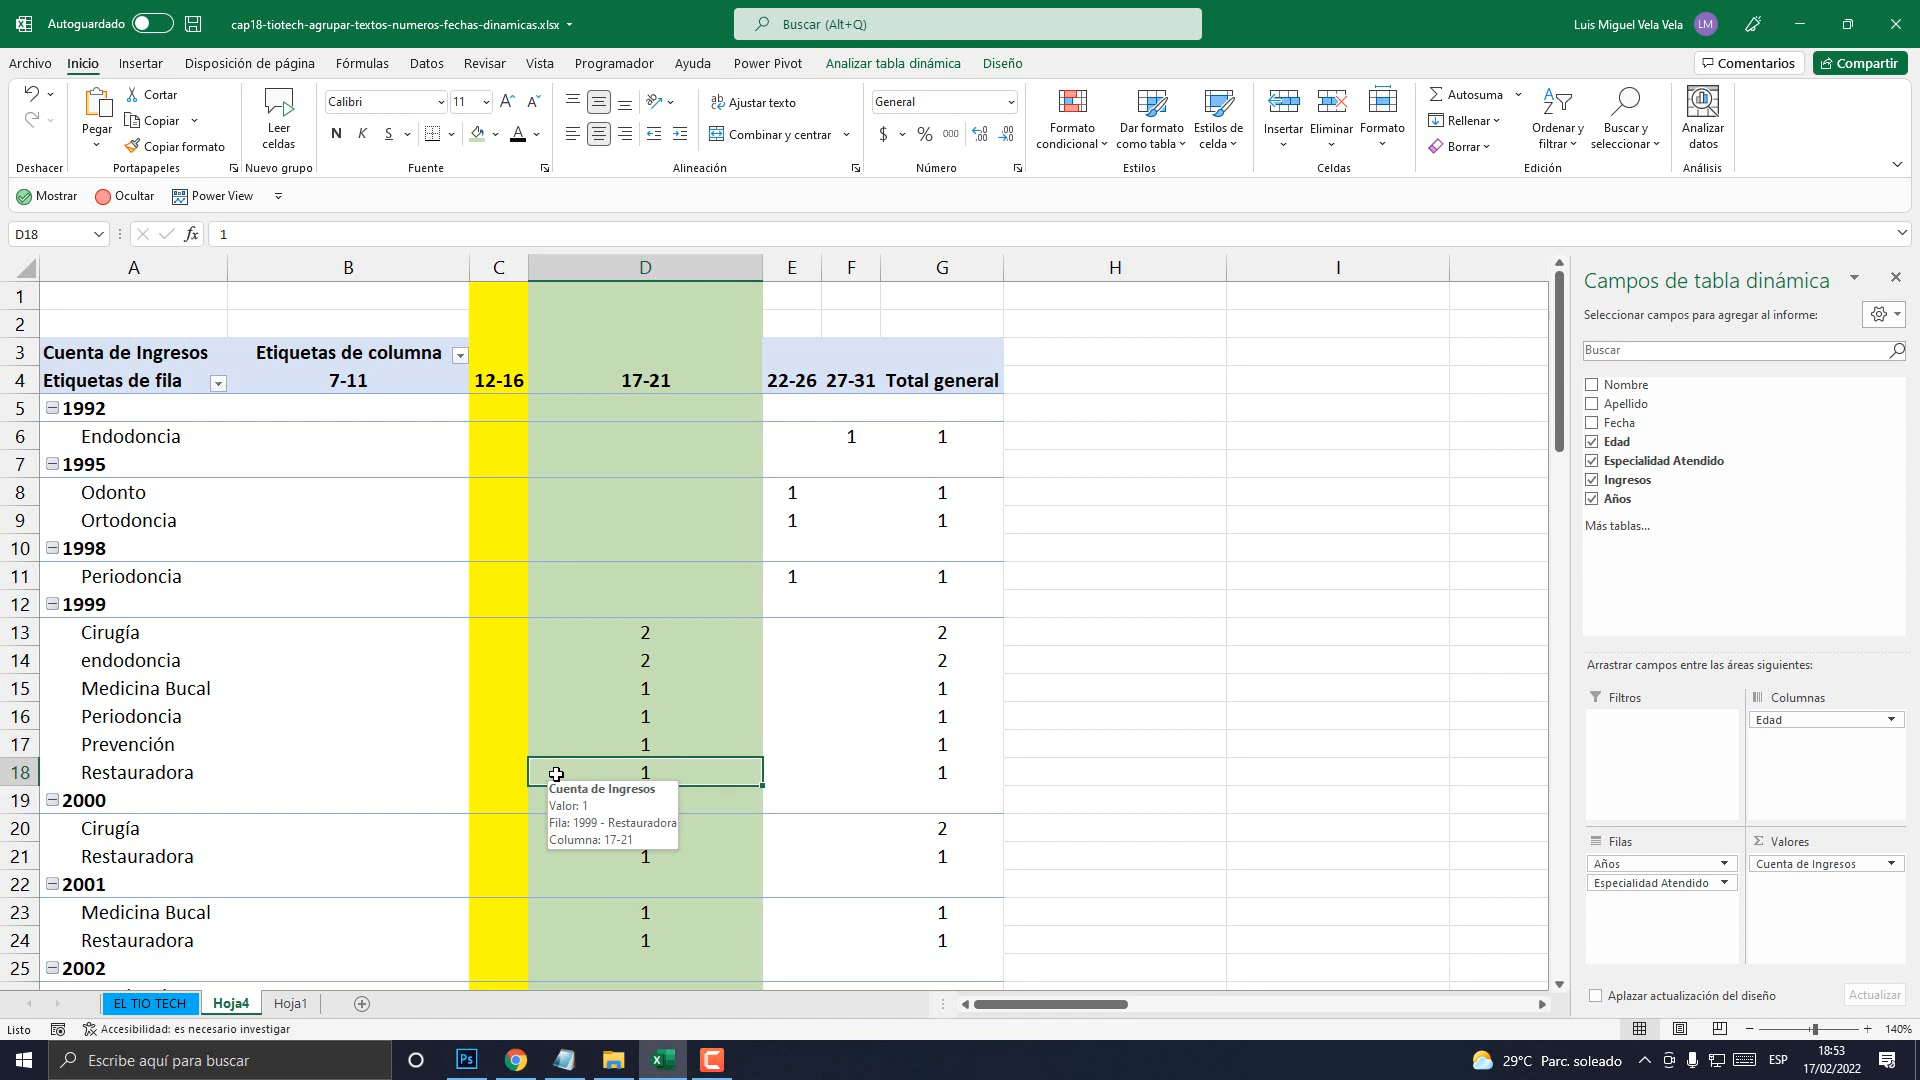 Autoguardado
cap18-tiotech-agrupar-textos-numeros-fechas-dinamicas.xlsx
Buscar (Alt+Q)
Luis Miguel Vela Vela
LM
Archivo Inicio Insertar Disposición de página Fórmulas Datos Revisar Vista Programador Ayuda Power Pivot Analizar tabla dinámica Diseño
Comentarios
Compartir
Pegar
Cortar
Copiar
Copiar formato
Leer celdas
Calibri 11
N K S
Ajustar texto
Combinar y centrar
General
$ % 000
Formato condicional
Dar formato como tabla
Estilos de celda
Insertar
Eliminar
Formato
Autosuma
Rellenar
Borrar
Ordenar y filtrar
Buscar y seleccionar
Analizar datos
Deshacer Portapapeles Nuevo grupo Fuente Alineación Número Estilos Celdas Edición Análisis
Mostrar Ocultar Power View
D18 fx 1
A B C D E F G H I
1
2
3 Cuenta de Ingresos Etiquetas de columna
4 Etiquetas de fila 7-11 12-16 17-21 22-26 27-31 Total general
5 1992
6 Endodoncia 1 1
7 1995
8 Odonto 1 1
9 Ortodoncia 1 1
10 1998
11 Periodoncia 1 1
12 1999
13 Cirugía 2 2
14 endodoncia 2 2
15 Medicina Bucal 1 1
16 Periodoncia 1 1
17 Prevención 1 1
18 Restauradora 1 1
19 2000
20 Cirugía 2
21 Restauradora 1 1
22 2001
23 Medicina Bucal 1 1
24 Restauradora 1 1
25 2002
Cuenta de Ingresos
Valor: 1
Fila: 1999 - Restauradora
Columna: 17-21
Campos de tabla dinámica
Seleccionar campos para agregar al informe:
Buscar
Nombre
Apellido
Fecha
Edad
Especialidad Atendido
Ingresos
Años
Más tablas...
Arrastrar campos entre las áreas siguientes:
Filtros
Columnas
Edad
Filas
Σ Valores
Años
Cuenta de Ingresos
Especialidad Atendido
Aplazar actualización del diseño
Actualizar
EL TIO TECH Hoja4 Hoja1
Listo
Accesibilidad: es necesario investigar
140%
Escribe aquí para buscar
Ps
29°C Parc. soleado
ESP
18:53
17/02/2022